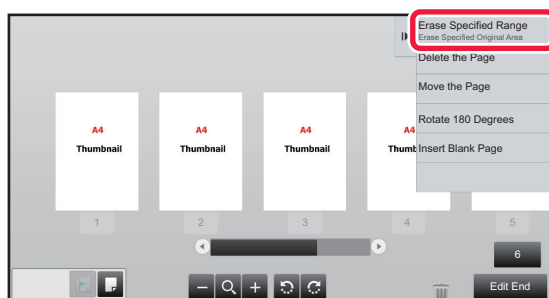 Erase Specified Range
Erase Specified Original Area
Delete the Page
Move the Page
Rotate 180 Degrees
Insert Blank Page
A4
Thumbnail
A4
Thumbnail
A4
Thumbnail
A4
Thumb
1
2
3
4
5
6
Edit End